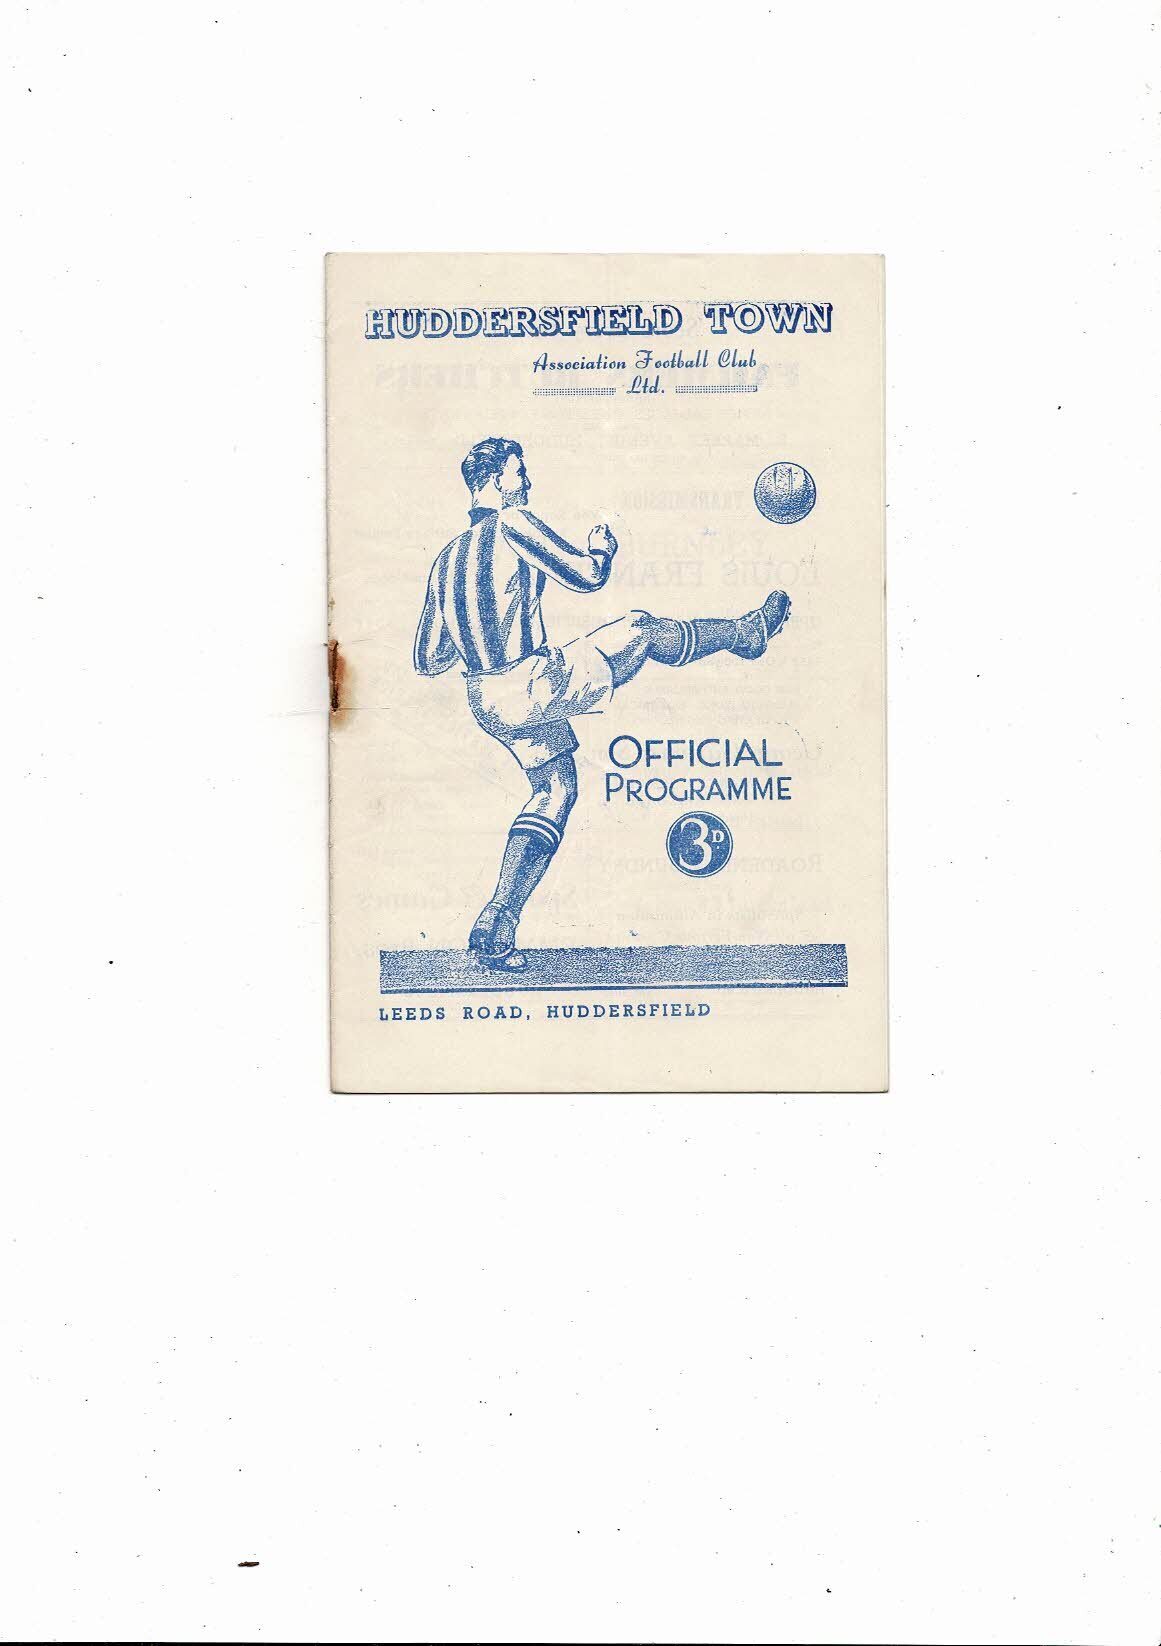 HUDDERSFIELD TOWN
Association Football Club
Ltd.
OFFICIAL
PROGRAMME
3D.
LEEDS ROAD, HUDDERSFIELD